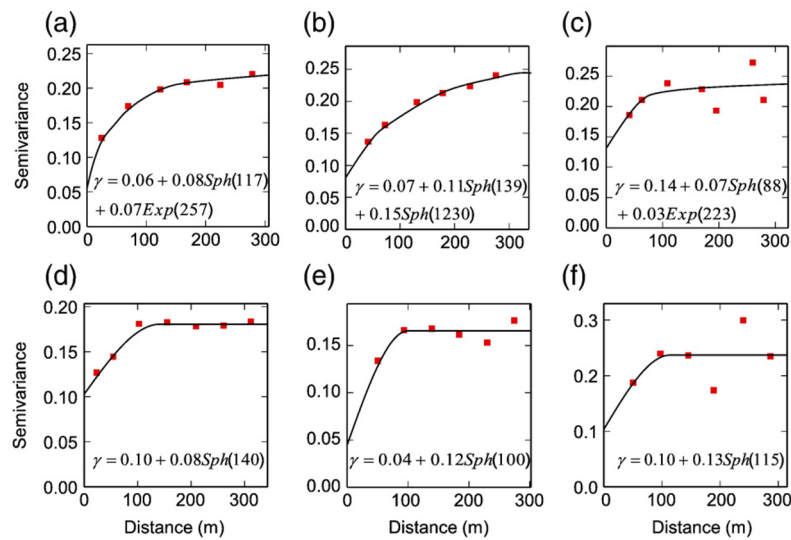 (a)
(b)
(c)
Semivariance
0.25
0.20
0.15
0.10
0.05
0.00
γ = 0.06 + 0.08Sph(117)
+ 0.07Exp(257)
0 100 200 300
0.25
0.20
0.15
0.10
0.05
0.00
γ = 0.07 + 0.11Sph(139)
+ 0.15Sph(1230)
0 100 200 300
0.25
0.20
0.15
0.10
0.05
0.00
γ = 0.14 + 0.07Sph(88)
+ 0.03Exp(223)
0 100 200 300
(d)
(e)
(f)
Semivariance
0.20
0.15
0.10
0.05
0.00
γ = 0.10 + 0.08Sph(140)
0 100 200 300
Distance (m)
0.15
0.10
0.05
0.00
γ = 0.04 + 0.12Sph(100)
0 100 200 300
Distance (m)
0.3
0.2
0.1
0.0
γ = 0.10 + 0.13Sph(115)
0 100 200 300
Distance (m)